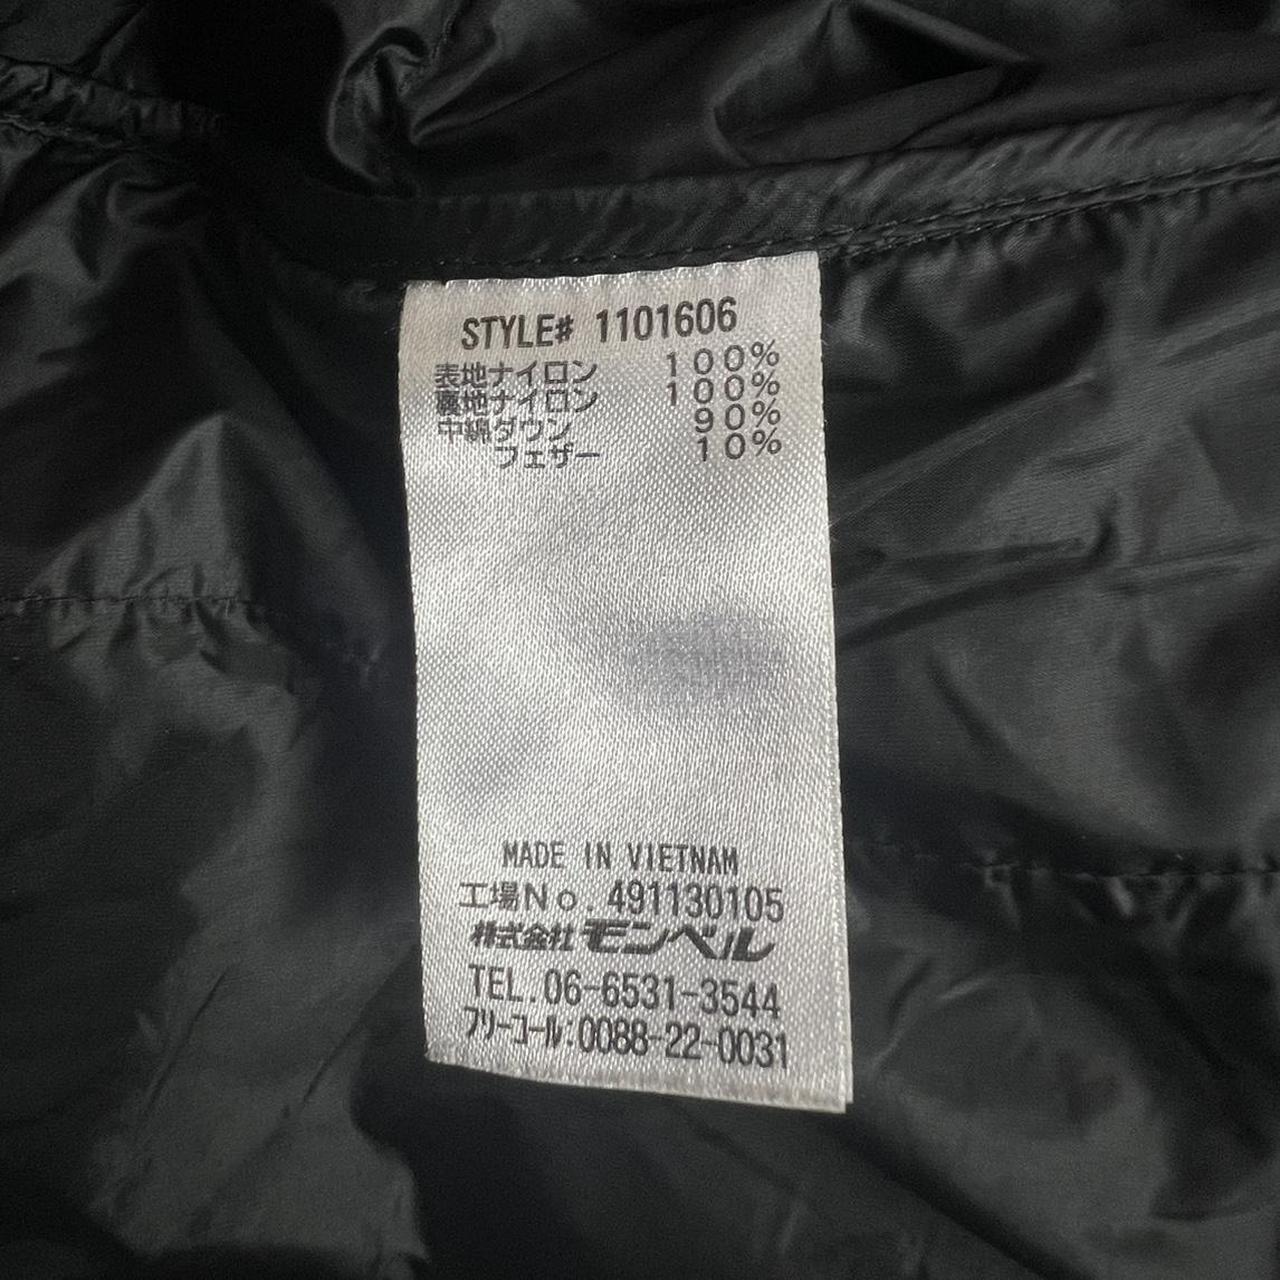 STYLE# 1101606
表地ナイロン 100%
裏地ナイロン 100%
中綿ダウン 90%
フェザー 10%
MADE IN VIETNAM
工場No.491130105
株式会社モンベル
TEL.06-6531-3544
フリーコール:0088-22-0031